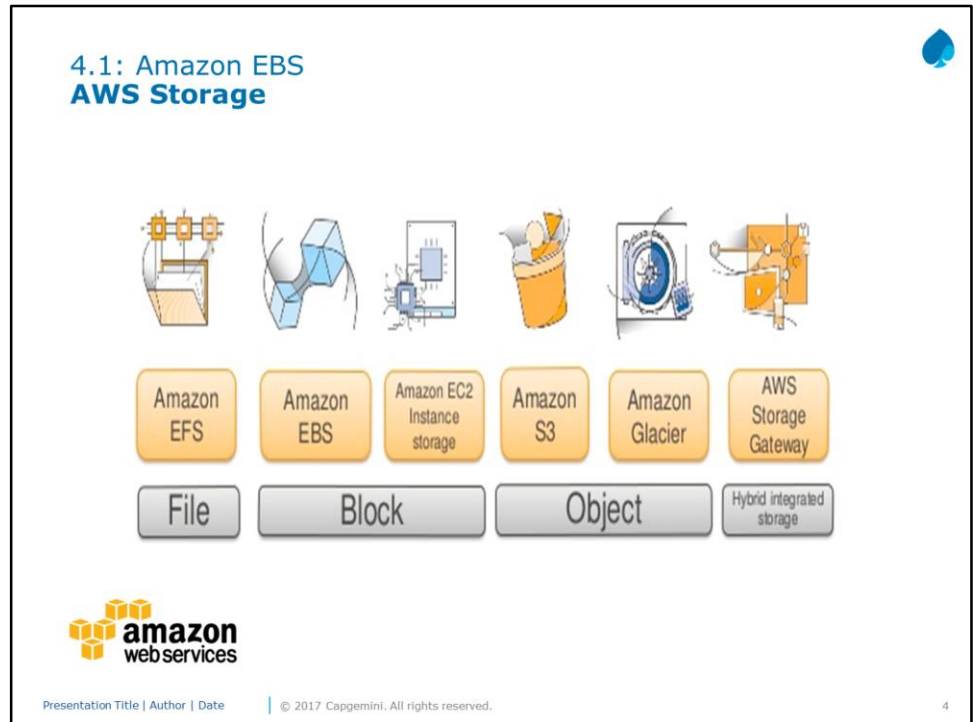 4.1: Amazon EBS
AWS Storage
Amazon
EFS
Amazon
EBS
Amazon EC2
Instance
storage
Amazon
S3
Amazon
Glacier
AWS
Storage
Gateway
File
Block
Object
Hybrid integrated
storage
amazon
web services
Presentation Title | Author | Date
© 2017 Capgemini. All rights reserved.
4